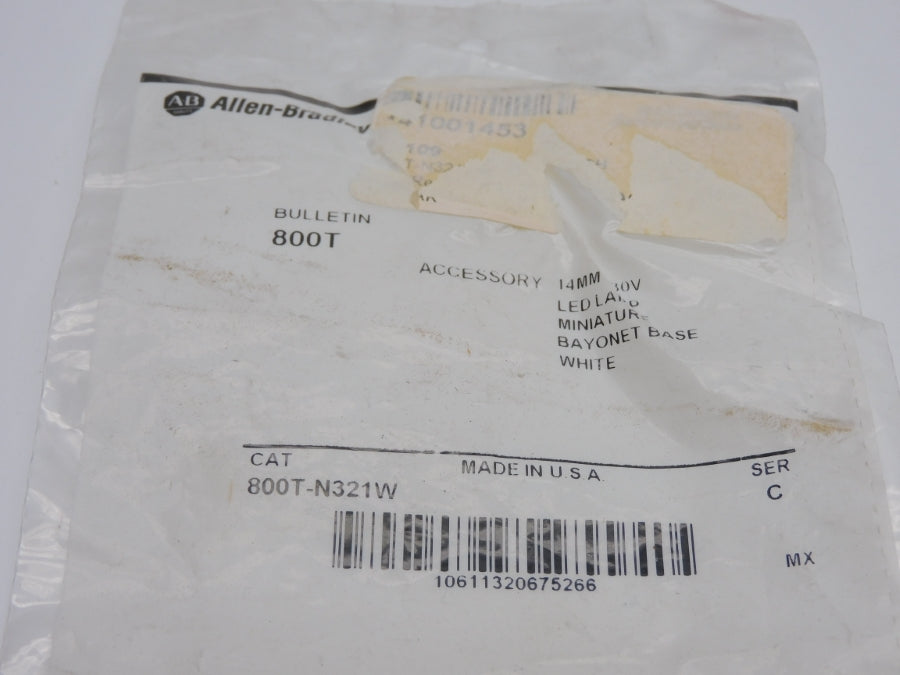 AB Allen-Bradley
1001453
109
BULLETIN
800T
ACCESSORY 14MM
LED
MINIATURE
BAYONET BASE
WHITE
CAT MADE IN U.S.A. SER
800T-N321W C
MX
10611320675266